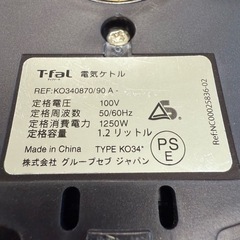 T-fal 電気ケトル
REF: KO340870/90 A -
定格電圧 : 100V
定格周波数 : 50/60Hz
定格消費電力 : 1250W
定格容量 : 1.2 リットル
Made in China TYPE KO34*
株式会社 グループセブ ジャパン
PS
E
Ref:NC00025836-02